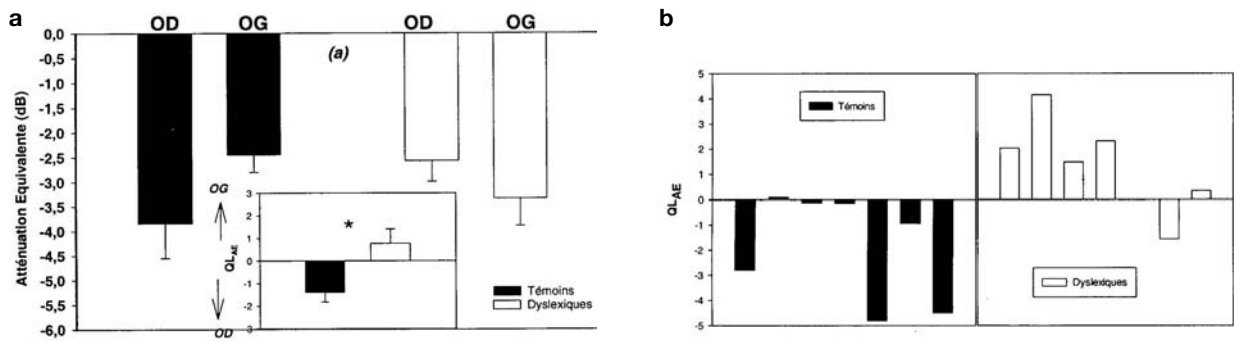 a
OD OG OD OG
(a)
Atténuation Equivalente (dB)
0,0
-0,5
-1,0
-1,5
-2,0
-2,5
-3,0
-3,5
-4,0
-4,5
-5,0
-5,5
-6,0
OG
OD
QLAE
3
2
1
0
-1
-2
3
*
Témoins
Dyslexiques
b
QLAE
5
4
3
2
1
0
-1
-2
-3
-4
-5
Témoins
Dyslexiques